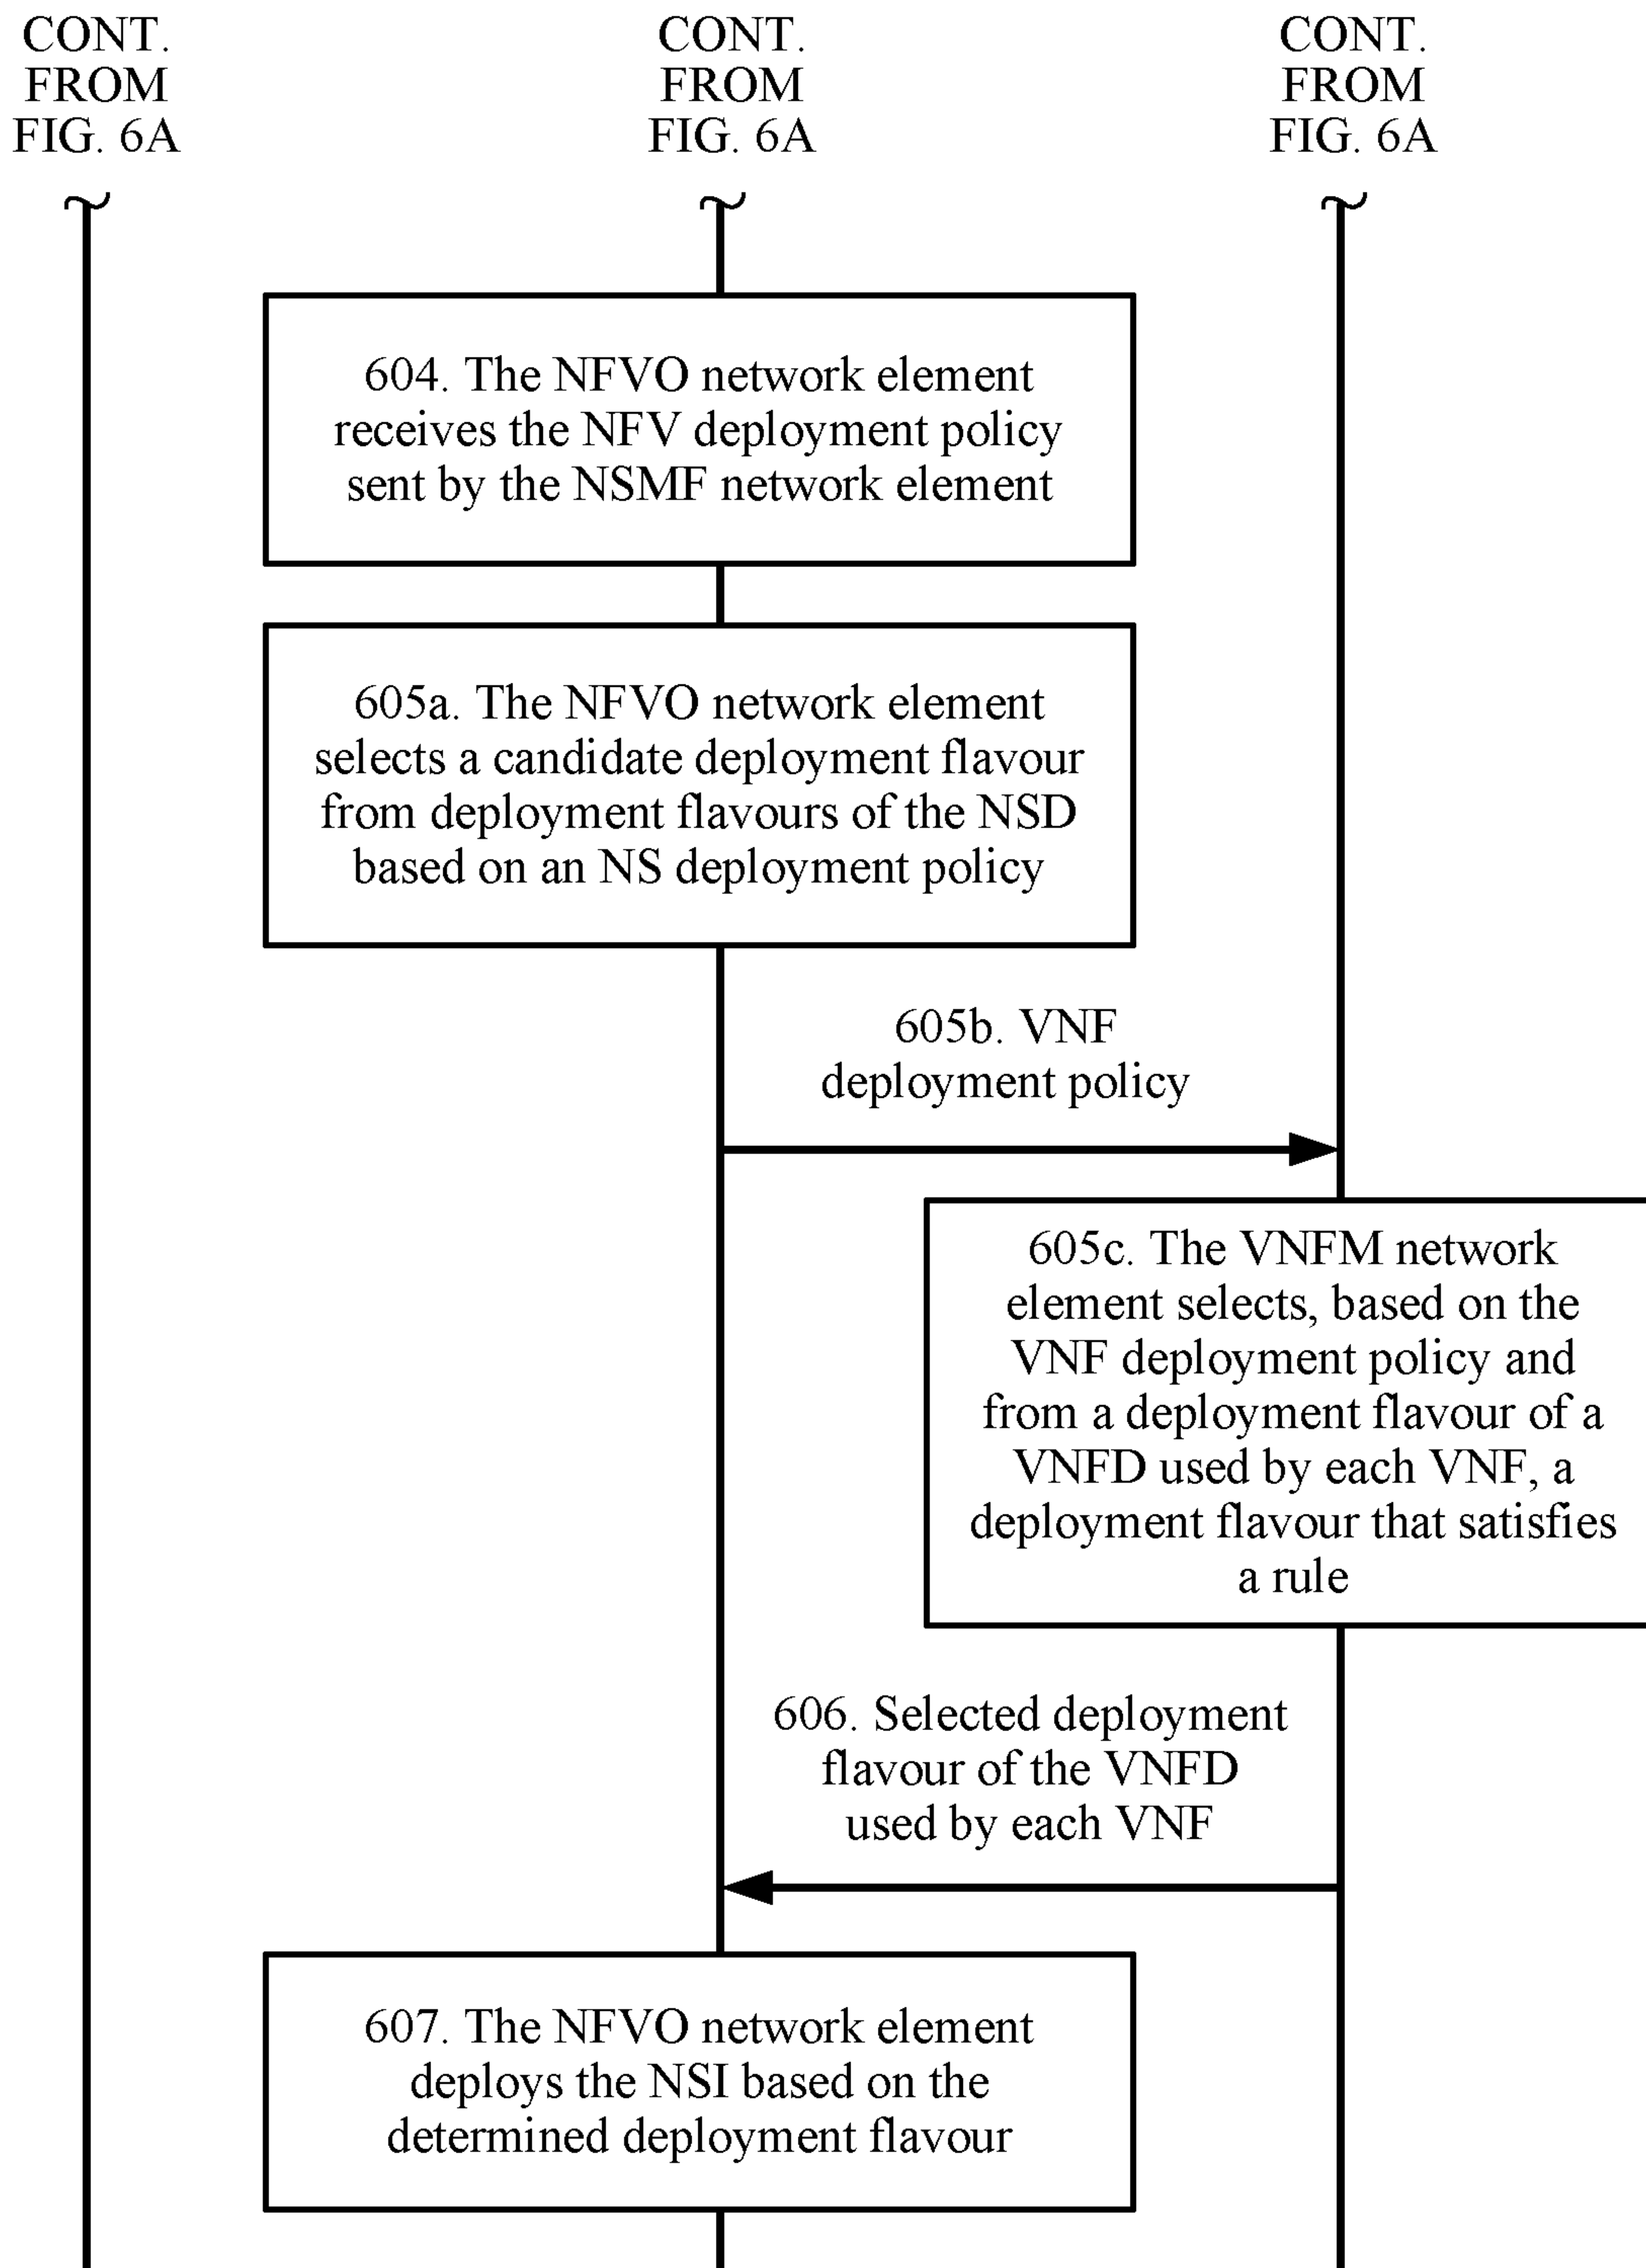 CONT.
FROM
FIG. 6A
CONT.
FROM
FIG. 6A
CONT.
FROM
FIG. 6A
604. The NFVO network element
receives the NFV deployment policy
sent by the NSMF network element
605a. The NFVO network element
selects a candidate deployment flavour
from deployment flavours of the NSD
based on an NS deployment policy
605b. VNF
deployment policy
605c. The VNFM network
element selects, based on the
VNF deployment policy and
from a deployment flavour of a
VNFD used by each VNF, a
deployment flavour that satisfies
a rule
606. Selected deployment
flavour of the VNFD
used by each VNF
607. The NFVO network element
deploys the NSI based on the
determined deployment flavour